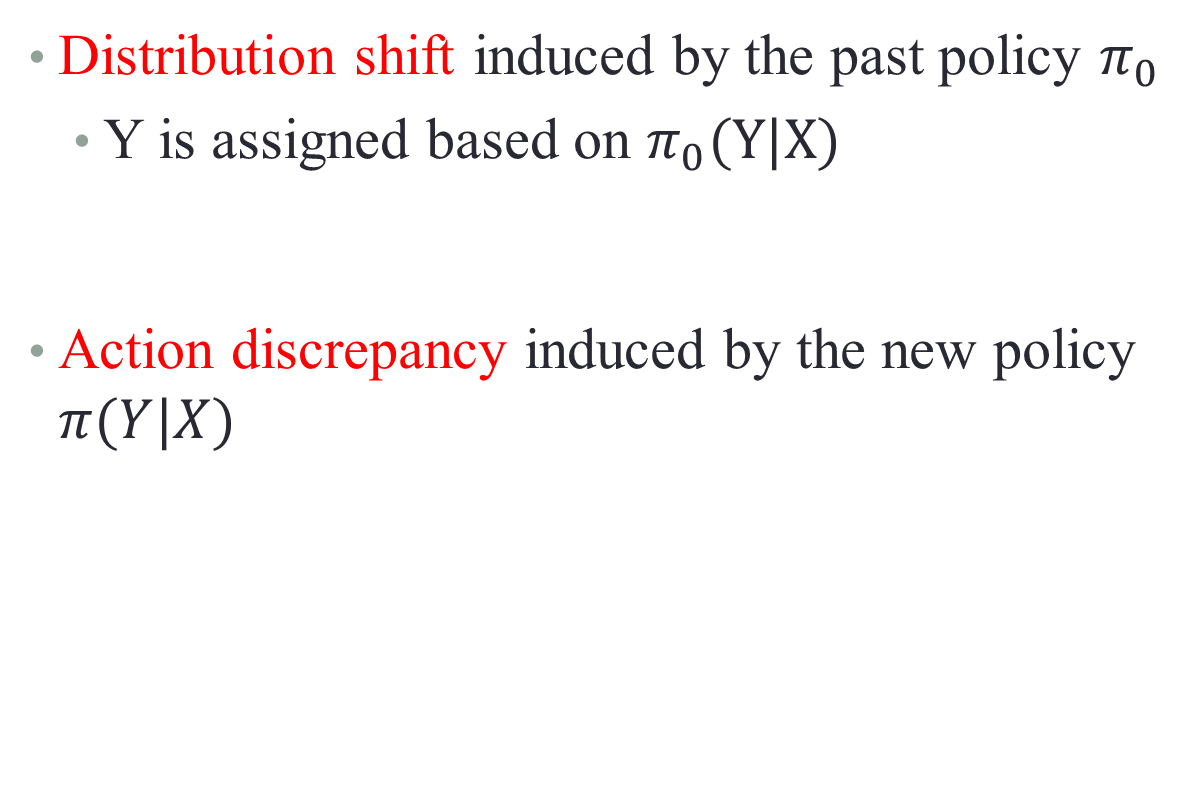 • Distribution shift induced by the past policy π₀
• Y is assigned based on π₀(Y|X)
• Action discrepancy induced by the new policy
π(Y|X)